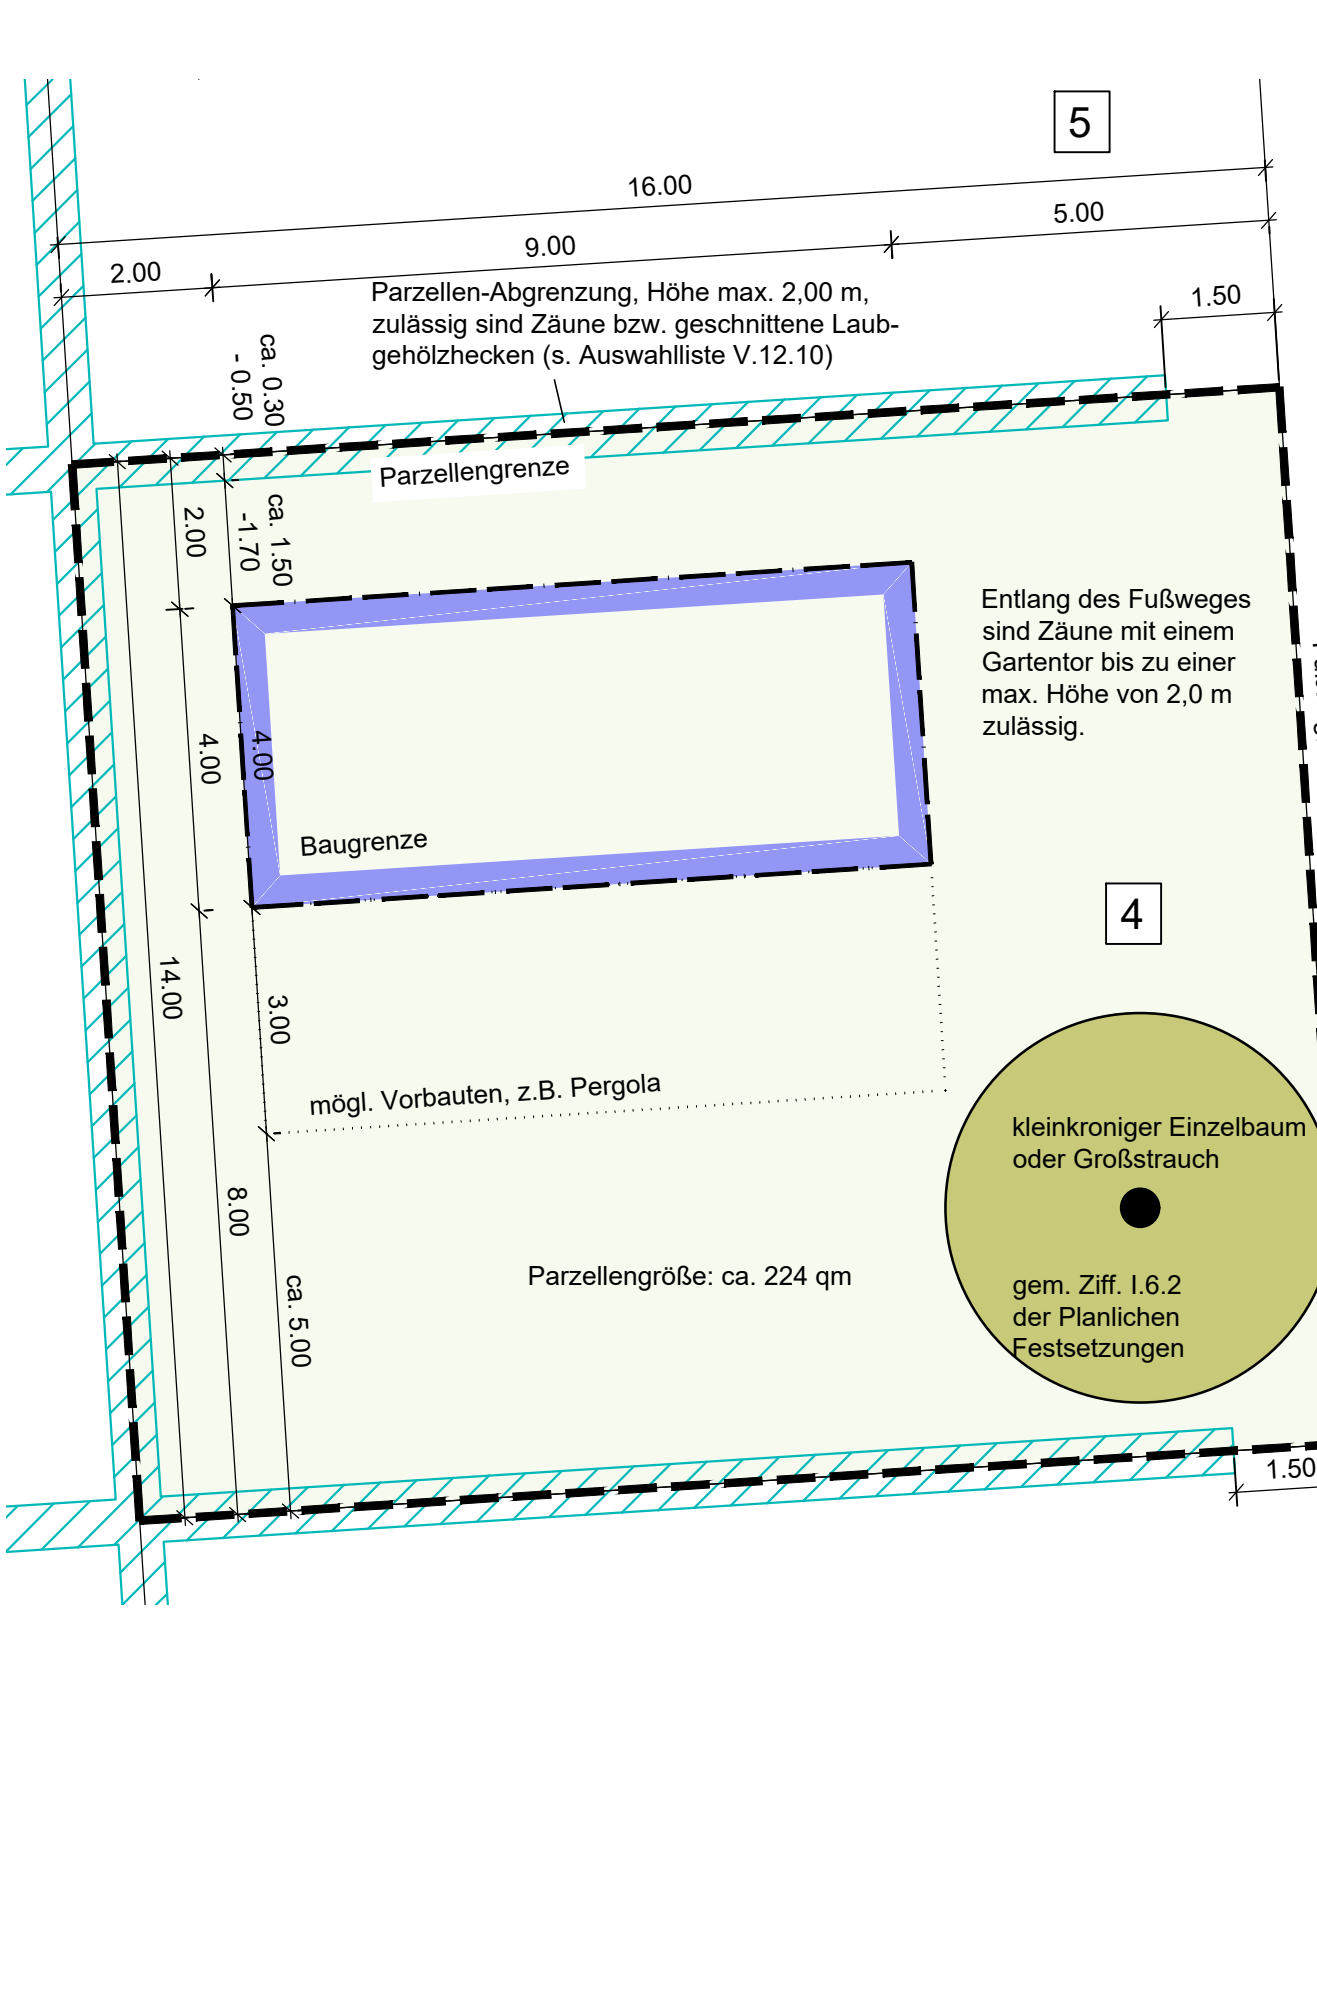 5
16.00
5.00
9.00
2.00
1.50
Parzellen-Abgrenzung, Höhe max. 2,00 m,
zulässig sind Zäune bzw. geschnittene Laub-
gehölzhecken (s. Auswahlliste V.12.10)
ca. 0.30
- 0.50
Parzellengrenze
2.00
ca. 1.50
-1.70
Entlang des Fußweges
sind Zäune mit einem
Gartentor bis zu einer
max. Höhe von 2,0 m
zulässig.
4.00
4.00
Baugrenze
4
14.00
3.00
mögl. Vorbauten, z.B. Pergola
kleinkroniger Einzelbaum
oder Großstrauch
8.00
ca. 5.00
Parzellengröße: ca. 224 qm
gem. Ziff. I.6.2
der Planlichen
Festsetzungen
1.50